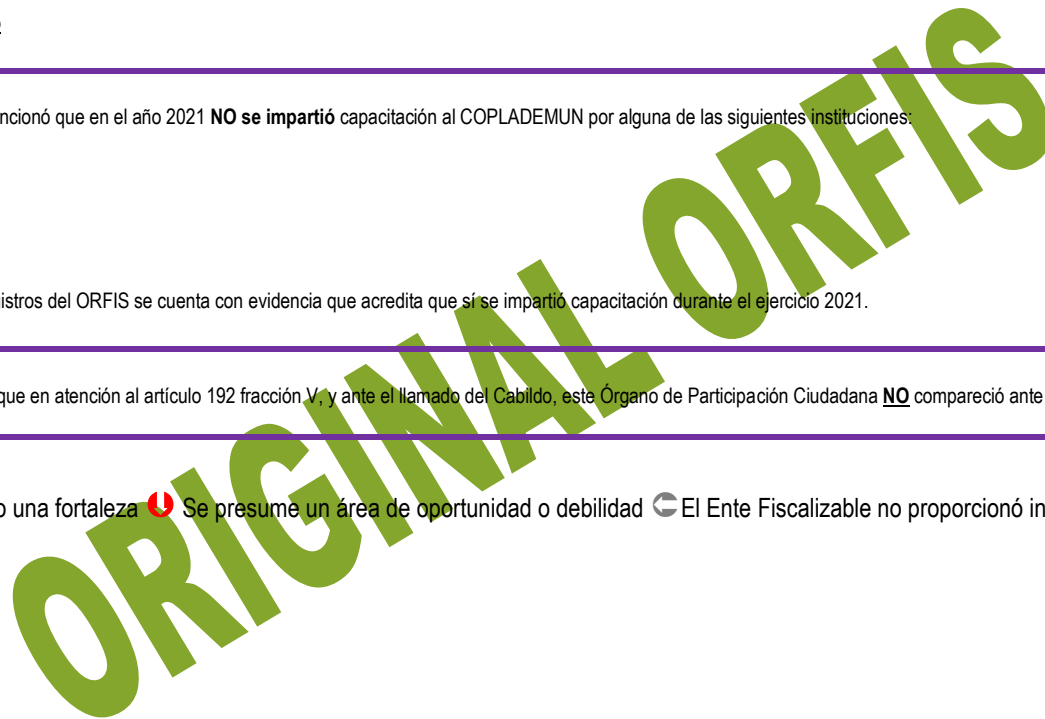 ncionó que en el año 2021 NO se impartió capacitación al COPLADEMUN por alguna de las siguientes instituciones:
istros del ORFIS se cuenta con evidencia que acredita que sí se impartió capacitación durante el ejercicio 2021.
que en atención al artículo 192 fracción V, y ante el llamado del Cabildo, este Órgano de Participación Ciudadana NO compareció ante
o una fortaleza Se presume un área de oportunidad o debilidad El Ente Fiscalizable no proporcionó in
ORIGINAL ORFIS